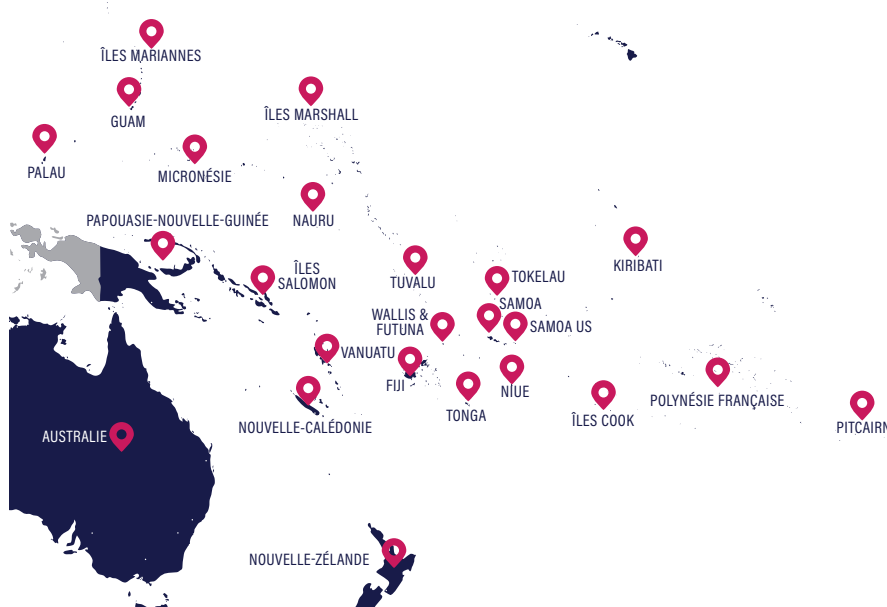 ÎLES MARIANNES
GUAM
ÎLES MARSHALL
PALAU
MICRONÉSIE
NAURU
PAPOUASIE-NOUVELLE-GUINÉE
ÎLES
SALOMON
TUVALU
TOKELAU
KIRIBATI
SAMOA
WALLIS &
FUTUNA
SAMOA US
VANUATU
FIJI
NIUE
TONGA
POLYNÉSIE FRANÇAISE
ÎLES COOK
PITCAIRN
NOUVELLE-CALÉDONIE
AUSTRALIE
NOUVELLE-ZÉLANDE